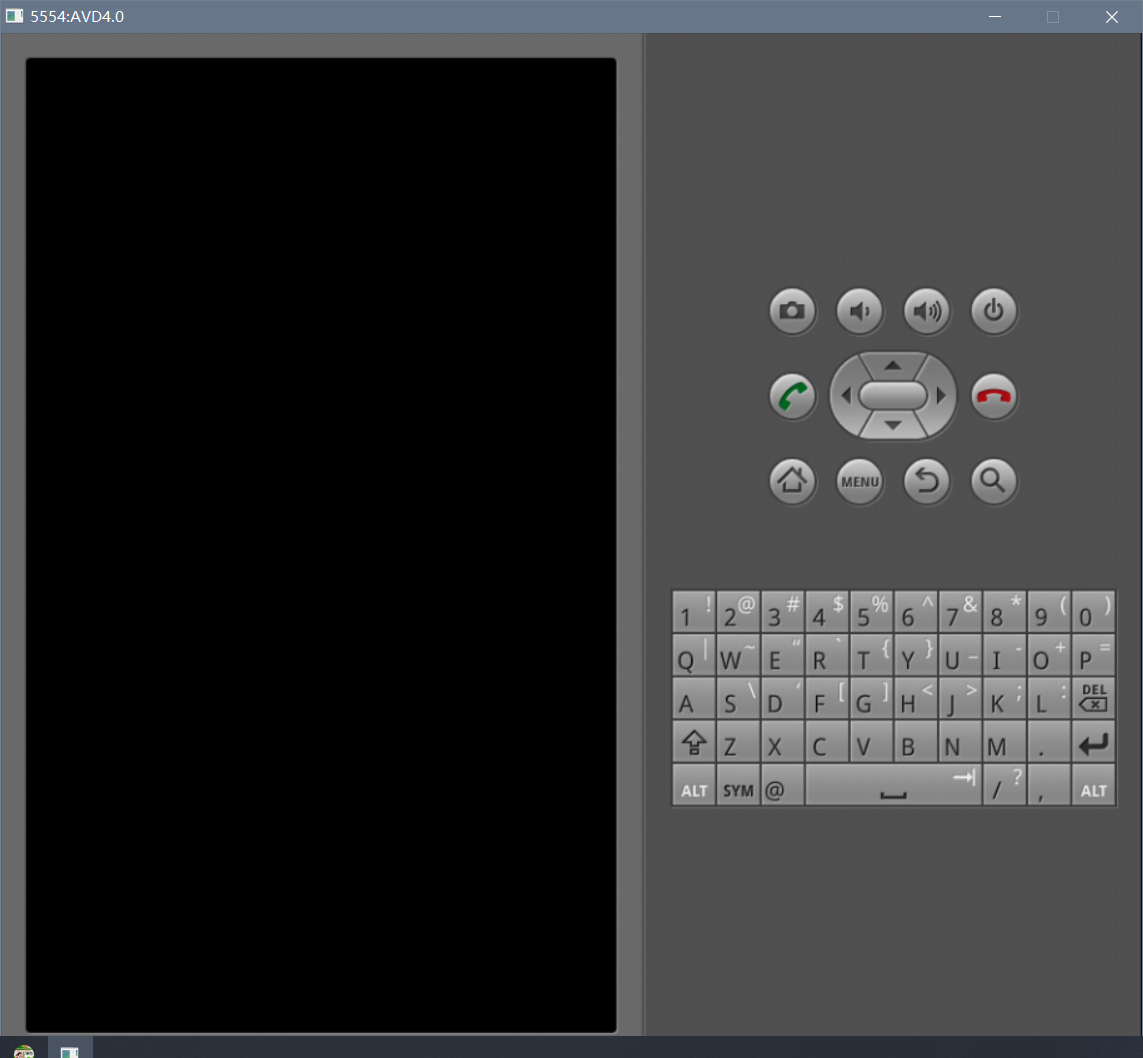 5554:AVD4.0
MENU
1 ! 2 @ 3 # 4 $ 5 % 6 ^ 7 & 8 * 9 ( 0 )
Q | W ~ E “ R ` T { Y } U _ I - O + P =
A S \ D ‘ F [ G ] H < J > K ; L : DEL
Z X C V B N M .
ALT SYM @ / ? , ALT